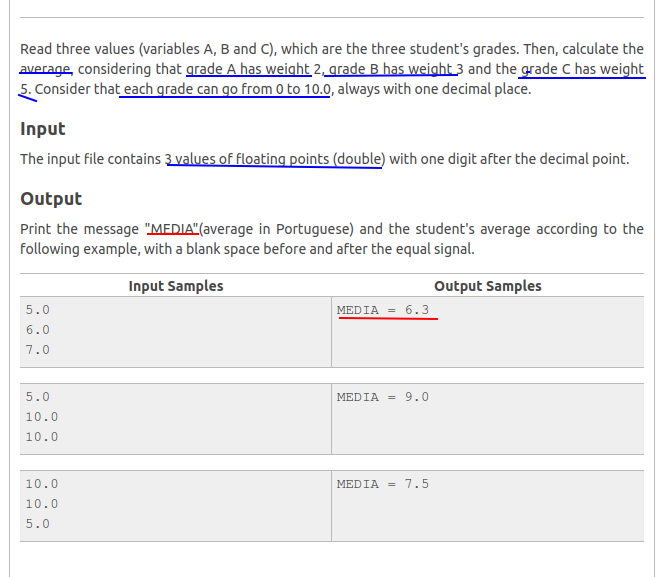 Read three values (variables A, B and C), which are the three student's grades. Then, calculate the
average, considering that grade A has weight 2, grade B has weight 3 and the grade C has weight
5. Consider that each grade can go from 0 to 10.0, always with one decimal place.
Input
The input file contains 3 values of floating points (double) with one digit after the decimal point.
Output
Print the message "MEDIA"(average in Portuguese) and the student's average according to the
following example, with a blank space before and after the equal signal.
Input Samples Output Samples
5.0 MEDIA = 6.3
6.0
7.0
5.0 MEDIA = 9.0
10.0
10.0
10.0 MEDIA = 7.5
10.0
5.0